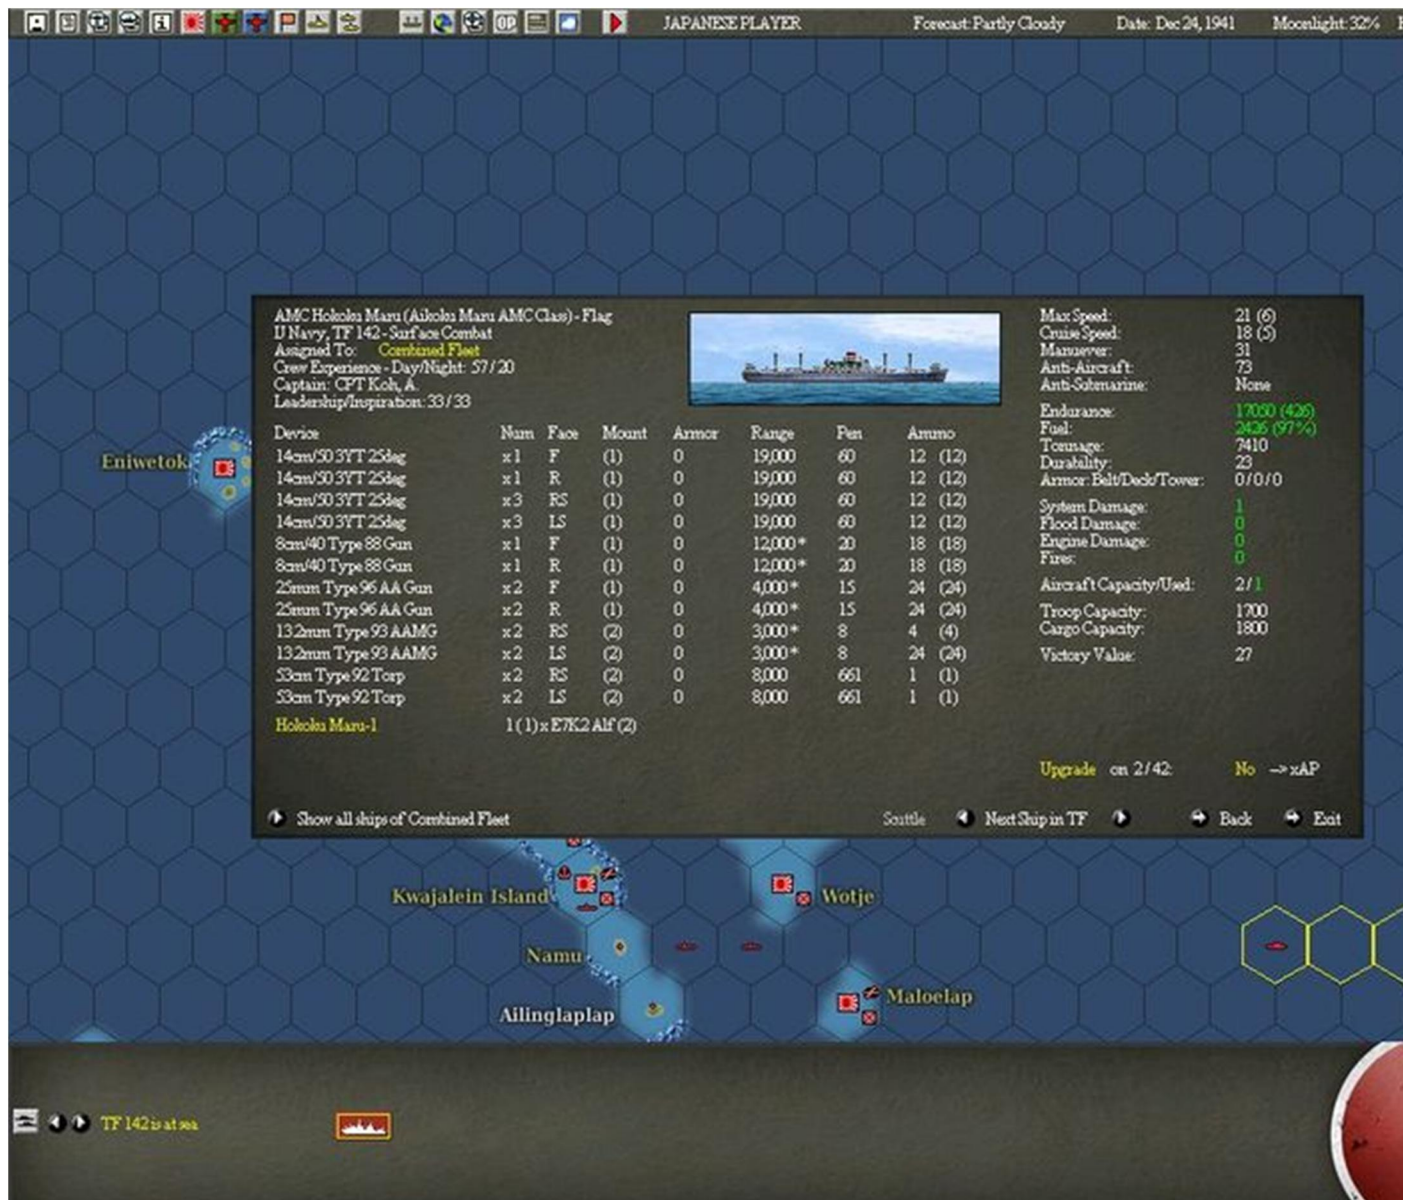 OP JAPANESE PLAYER Forecast: Partly Cloudy Date: Dec 24, 1941 Moonlight: 32%
AMC Hokoku Maru (Aikoku Maru AMC Class) - Flag
IJ Navy, TF 142 - Surface Combat
Assigned To: Combined Fleet
Crew Experience - Day/Night: 57 / 20
Captain: CPT Koh, A.
Leadership/Inspiration: 33 / 33
Max Speed: 21 (6)
Cruise Speed: 18 (5)
Manuever: 31
Anti-Aircraft: 73
Anti-Submarine: None
Endurance: 17050 (426)
Fuel: 2426 (97%)
Tonnage: 7410
Durability: 23
Armor: Belt/Deck/Tower: 0 / 0 / 0
System Damage: 1
Flood Damage: 0
Engine Damage: 0
Fires: 0
Aircraft Capacity/Used: 2 / 1
Troop Capacity: 1700
Cargo Capacity: 1800
Victory Value: 27
Device Num Face Mount Armor Range Pen Ammo
14cm/50 3YT 25deg x 1 F (1) 0 19,000 60 12 (12)
14cm/50 3YT 25deg x 1 R (1) 0 19,000 60 12 (12)
14cm/50 3YT 25deg x 3 RS (1) 0 19,000 60 12 (12)
14cm/50 3YT 25deg x 3 LS (1) 0 19,000 60 12 (12)
8cm/40 Type 88 Gun x 1 F (1) 0 12,000 * 20 18 (18)
8cm/40 Type 88 Gun x 1 R (1) 0 12,000 * 20 18 (18)
25mm Type 96 AA Gun x 2 F (1) 0 4,000 * 15 24 (24)
25mm Type 96 AA Gun x 2 R (1) 0 4,000 * 15 24 (24)
13.2mm Type 93 AAMG x 2 RS (2) 0 3,000 * 8 4 (4)
13.2mm Type 93 AAMG x 2 LS (2) 0 3,000 * 8 24 (24)
53cm Type 92 Torp x 2 RS (2) 0 8,000 661 1 (1)
53cm Type 92 Torp x 2 LS (2) 0 8,000 661 1 (1)
Hokoku Maru-1 1 ( 1) x E7K2 Alf (2)
Upgrade on 2 / 42: No --> xAP
Show all ships of Combined Fleet Scuttle Next Ship in TF Back Exit
Eniwetok
Kwajalein Island
Wotje
Namu
Maloelap
Ailinglaplap
TF 142 is at sea